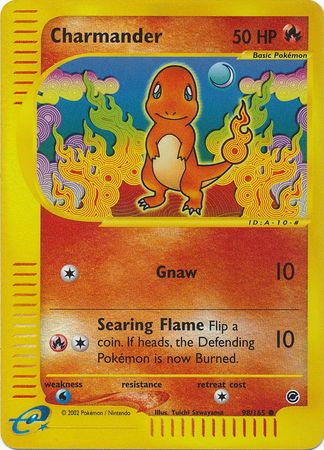 Charmander 50 HP
Basic Pokémon
ID:A-10-#
Gnaw 10
Searing Flame Flip a
coin. If heads, the Defending 10
Pokémon is now Burned.
weakness resistance retreat cost
e
©2002 Pokémon / Nintendo Illus. Yuichi Sawayama 98/165